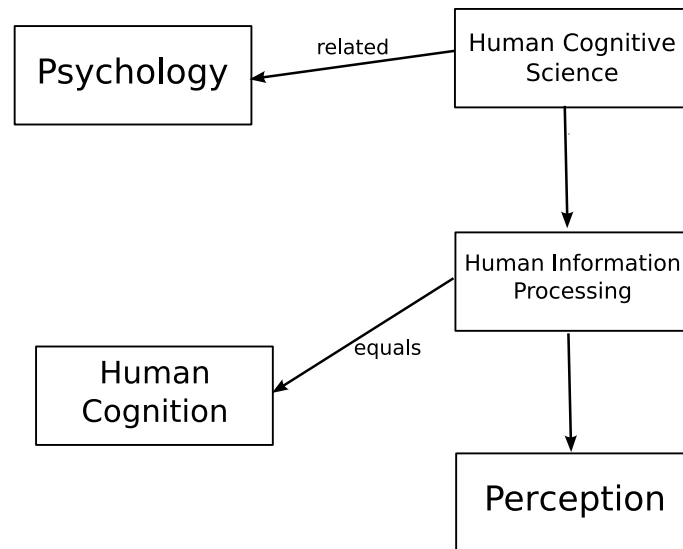 Psychology
related
Human Cognitive
Science
Human Information
Processing
equals
Human
Cognition
Perception